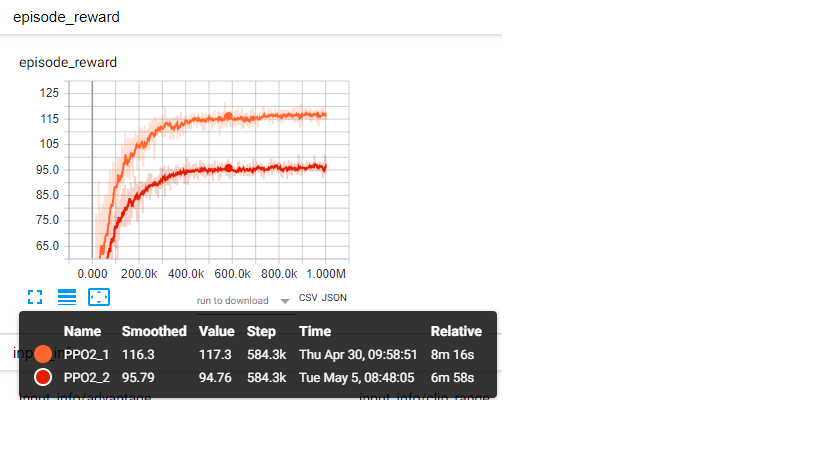 episode_reward
episode_reward
125
115
105
95.0
85.0
75.0
65.0
0.000 200.0k 400.0k 600.0k 800.0k 1.000M
run to download CSV JSON
Name Smoothed Value Step Time Relative
PPO2_1 116.3 117.3 584.3k Thu Apr 30, 09:58:51 8m 16s
PPO2_2 95.79 94.76 584.3k Tue May 5, 08:48:05 6m 58s
input_info/advantage input_info/clip_range